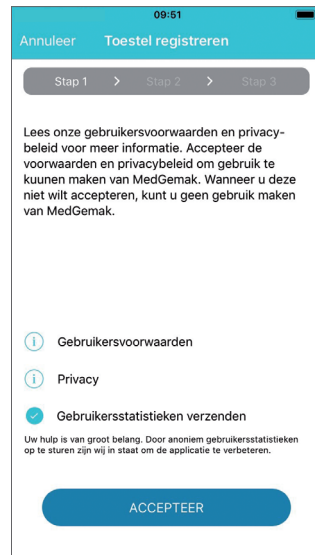 09:51
Annuleer Toestel registreren
Stap 1 > Stap 2 > Stap 3
Lees onze gebruikersvoorwaarden en privacy-
beleid voor meer informatie. Accepteer de
voorwaarden en privacybeleid om gebruik te
kuunen maken van MedGemak. Wanneer u deze
niet wilt accepteren, kunt u geen gebruik maken
van MedGemak.
i Gebruikersvoorwaarden
i Privacy
Gebruikersstatistieken verzenden
Uw hulp is van groot belang. Door anoniem gebruikersstatistieken
op te sturen zijn wij in staat om de applicatie te verbeteren.
ACCEPTEER